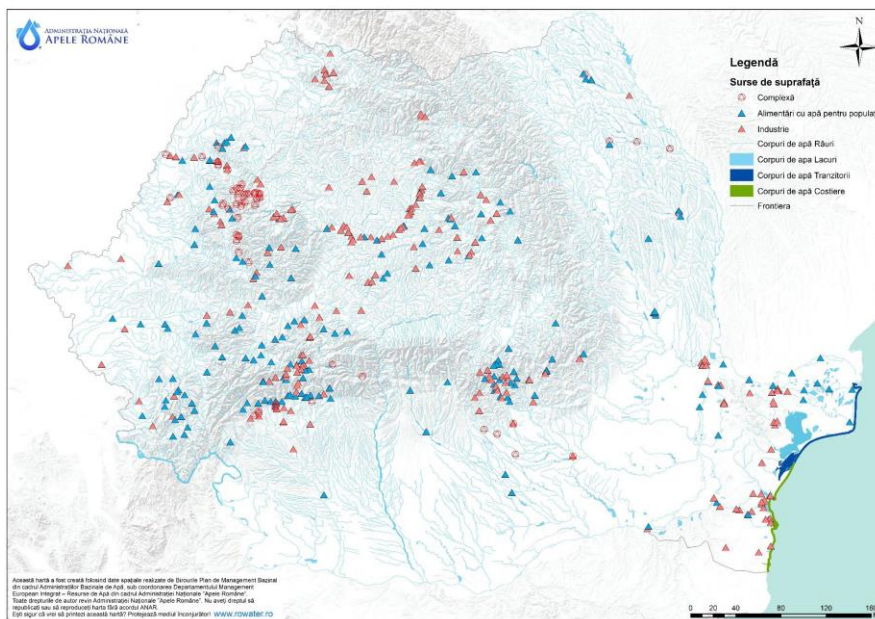 ADMINISTRAȚIA NAȚIONALĂ
APELE ROMÂNE
N
Legendă
Surse de suprafață
Complexă
Alimentări cu apă pentru populaț
Industrie
Corpuri de apă Râuri
Corpuri de apa Lacuri
Corpuri de apă Tranzitorii
Corpuri de apă Costiere
Frontiera
Această hartă a fost creată folosind date spațiale realizate de Birourile Plan de Management Bazinal
din cadrul Administrațiilor Bazinale de Apă, sub coordonarea Departamentului Management
European Integrat – Resurse de Apă din cadrul Administrației Naționale "Apele Române".
Toate drepturile de autor revin Administrației Naționale "Apele Române". Nu aveți dreptul să
republicați sau să reproduceți harta fără acordul ANAR.
Ești sigur că vrei să printezi această hartă? Protejează mediul înconjurător! www.rowater.ro
0 20 40 80 120 160